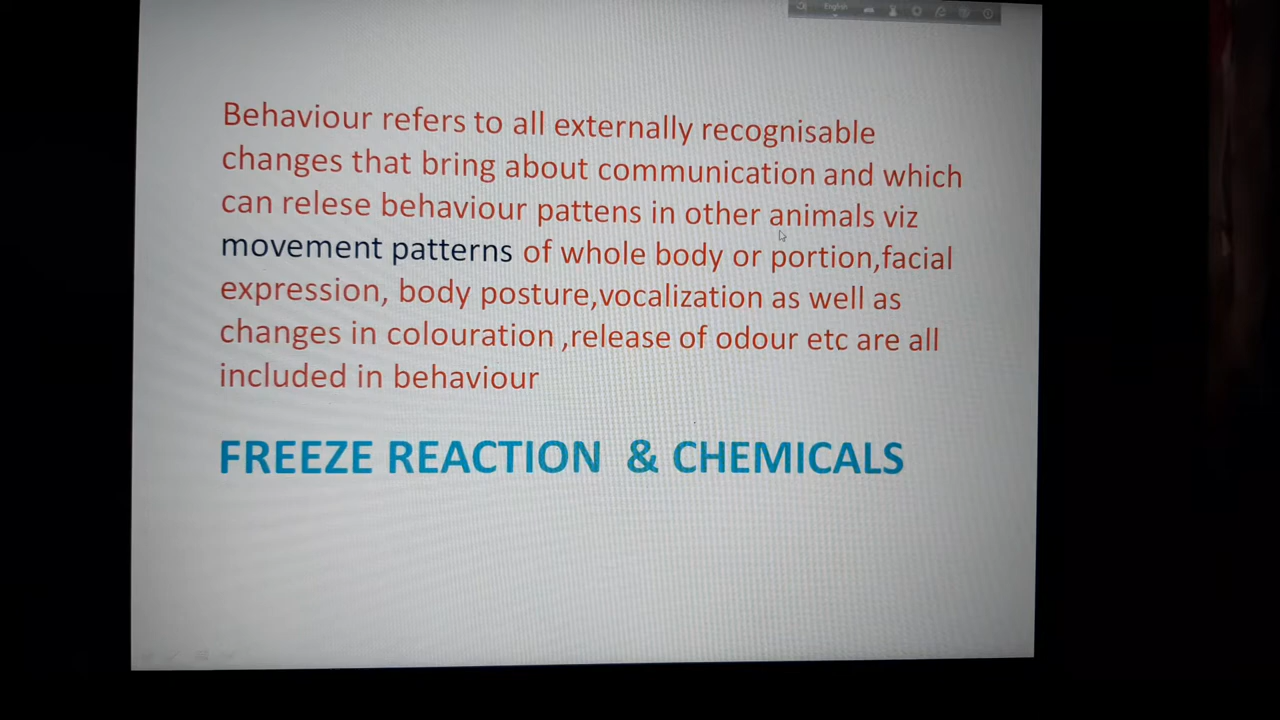 English
Behaviour refers to all externally recognisable
changes that bring about communication and which
can relese behaviour pattens in other animals viz
movement patterns of whole body or portion,facial
expression, body posture,vocalization as well as
changes in colouration ,release of odour etc are all
included in behaviour
FREEZE REACTION & CHEMICALS